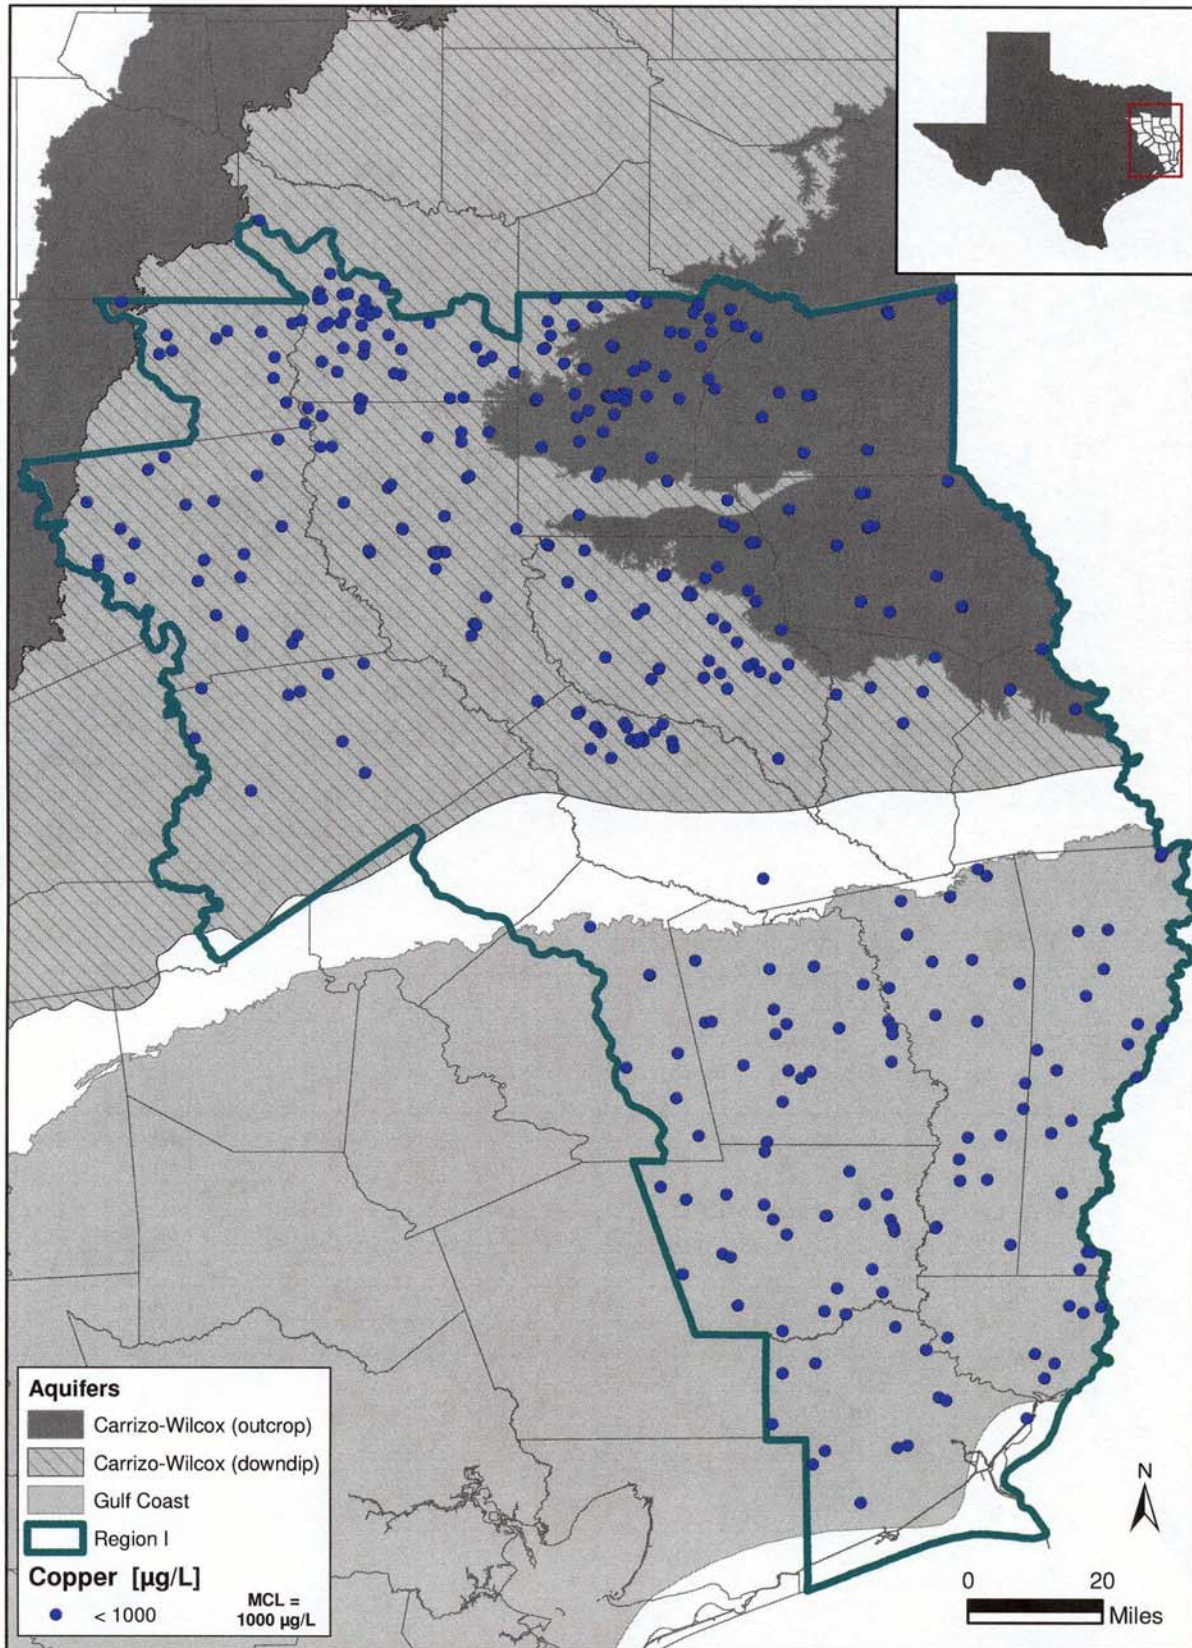 Aquifers
Carrizo-Wilcox (outcrop)
Carrizo-Wilcox (downdip)
Gulf Coast
Region I
Copper [µg/L]
< 1000
MCL =
1000 µg/L
N
0 20
Miles